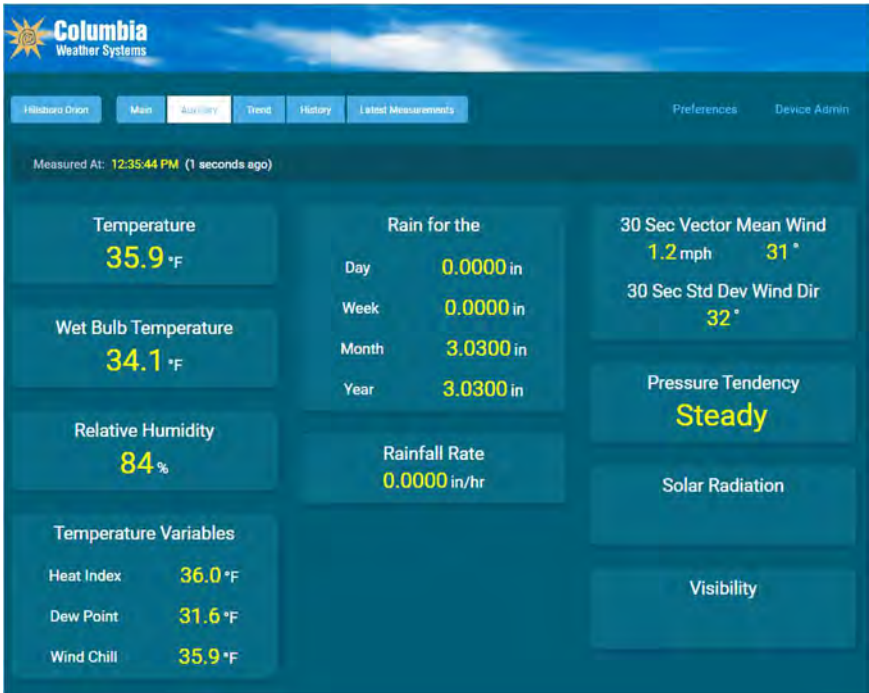 Columbia
Weather Systems
Hillsboro Orion Main Auxiliary Trend History Latest Measurements Preferences Device Admin
Measured At: 12:35:44 PM (1 seconds ago)
Temperature
35.9 °F
Wet Bulb Temperature
34.1 °F
Relative Humidity
84 %
Temperature Variables
Heat Index 36.0 °F
Dew Point 31.6 °F
Wind Chill 35.9 °F
Rain for the
Day 0.0000 in
Week 0.0000 in
Month 3.0300 in
Year 3.0300 in
Rainfall Rate
0.0000 in/hr
30 Sec Vector Mean Wind
1.2 mph 31 °
30 Sec Std Dev Wind Dir
32 °
Pressure Tendency
Steady
Solar Radiation
Visibility